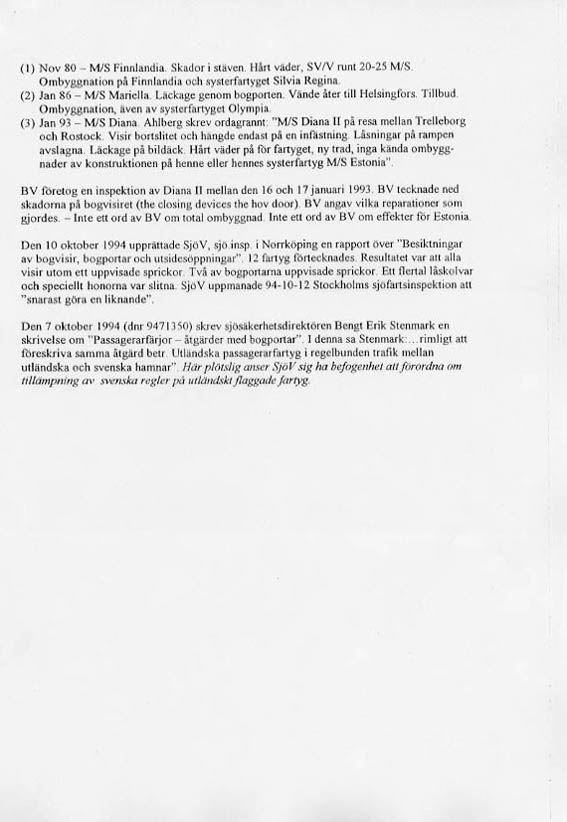 (1) Nov 80 – M/S Finnlandia. Skador i stäven. Hårt väder, SV/V runt 20-25 M/S.
Ombyggnation på Finnlandia och systerfartyget Silvia Regina.
(2) Jan 86 – M/S Mariella. Läckage genom bogporten. Vände åter till Helsingfors. Tillbud.
Ombyggnation, även av systerfartyget Olympia.
(3) Jan 93 – M/S Diana. Ahlberg skrev ordagrannt: "M/S Diana II på resa mellan Trelleborg
och Rostock. Visir bortslitet och hängde endast på en infästning. Låsningar på rampen
avslagna. Läckage på bildäck. Hårt väder på för fartyget, ny trad, inga kända ombygg-
nader av konstruktionen på henne eller hennes systerfartyg M/S Estonia".
BV företog en inspektion av Diana II mellan den 16 och 17 januari 1993. BV tecknade ned
skadorna på bogvisiret (the closing devices the hov door). BV angav vilka reparationer som
gjordes. – Inte ett ord av BV om total ombyggnad. Inte ett ord av BV om effekter för Estonia.
Den 10 oktober 1994 upprättade SjöV, sjö.insp. i Norrköping en rapport över "Besiktningar
av bogvisir, bogportar och utsidesöppningar". 12 fartyg förtecknades. Resultatet var att alla
visir utom ett uppvisade sprickor. Två av bogportarna uppvisade sprickor. Ett flertal låskolvar
och speciellt honorna var slitna. SjöV uppmanade 94-10-12 Stockholms sjöfartsinspektion att
"snarast göra en liknande".
Den 7 oktober 1994 (dnr 9471350) skrev sjösäkerhetsdirektören Bengt Erik Stenmark en
skrivelse om "Passagerarfärjor – åtgärder med bogportar". I denna sa Stenmark:…rimligt att
föreskriva samma åtgärd betr. Utländska passagerarfartyg i regelbunden trafik mellan
utländska och svenska hamnar". Här plötslig anser SjöV sig ha befogenhet att förordna om
tillämpning av svenska regler på utländskt flaggade fartyg.